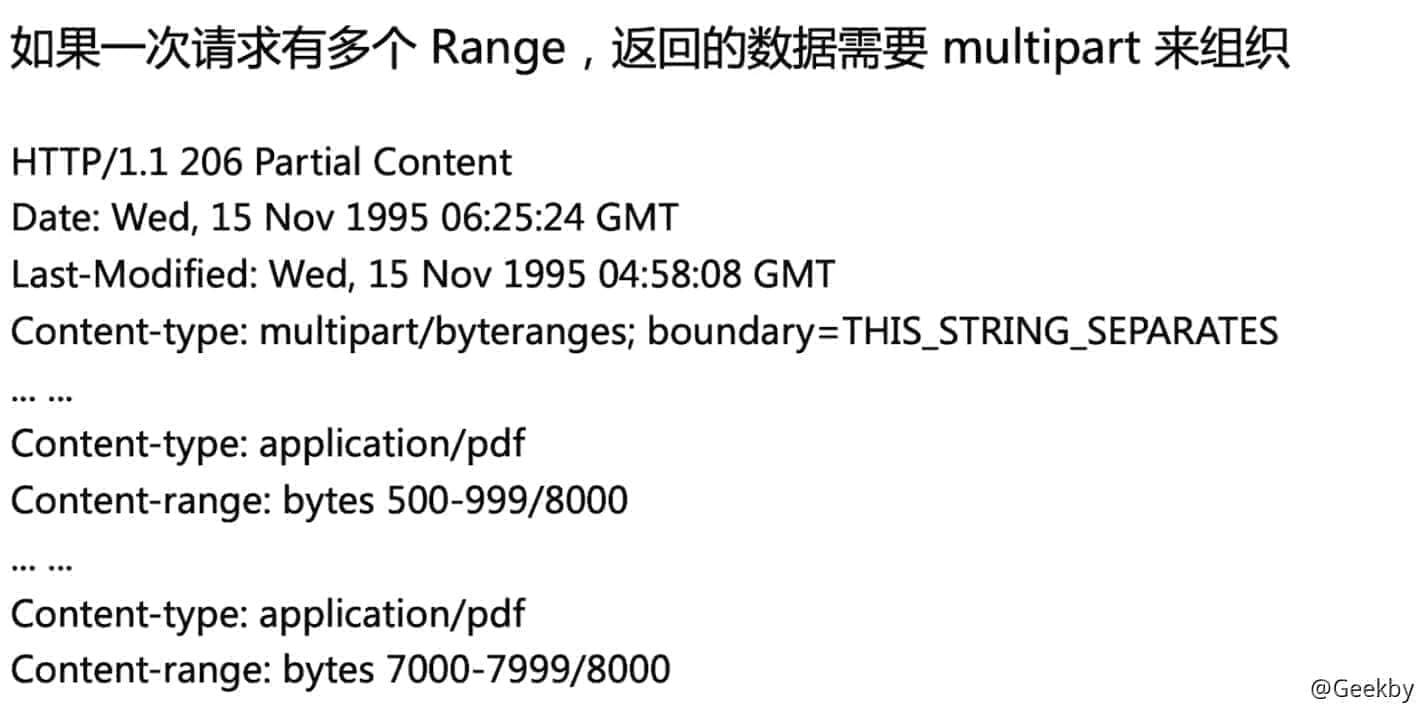 如果一次请求有多个 Range，返回的数据需要 multipart 来组织
HTTP/1.1 206 Partial Content
Date: Wed, 15 Nov 1995 06:25:24 GMT
Last-Modified: Wed, 15 Nov 1995 04:58:08 GMT
Content-type: multipart/byteranges; boundary=THIS_STRING_SEPARATES
... ...
Content-type: application/pdf
Content-range: bytes 500-999/8000
... ...
Content-type: application/pdf
Content-range: bytes 7000-7999/8000
@Geekby